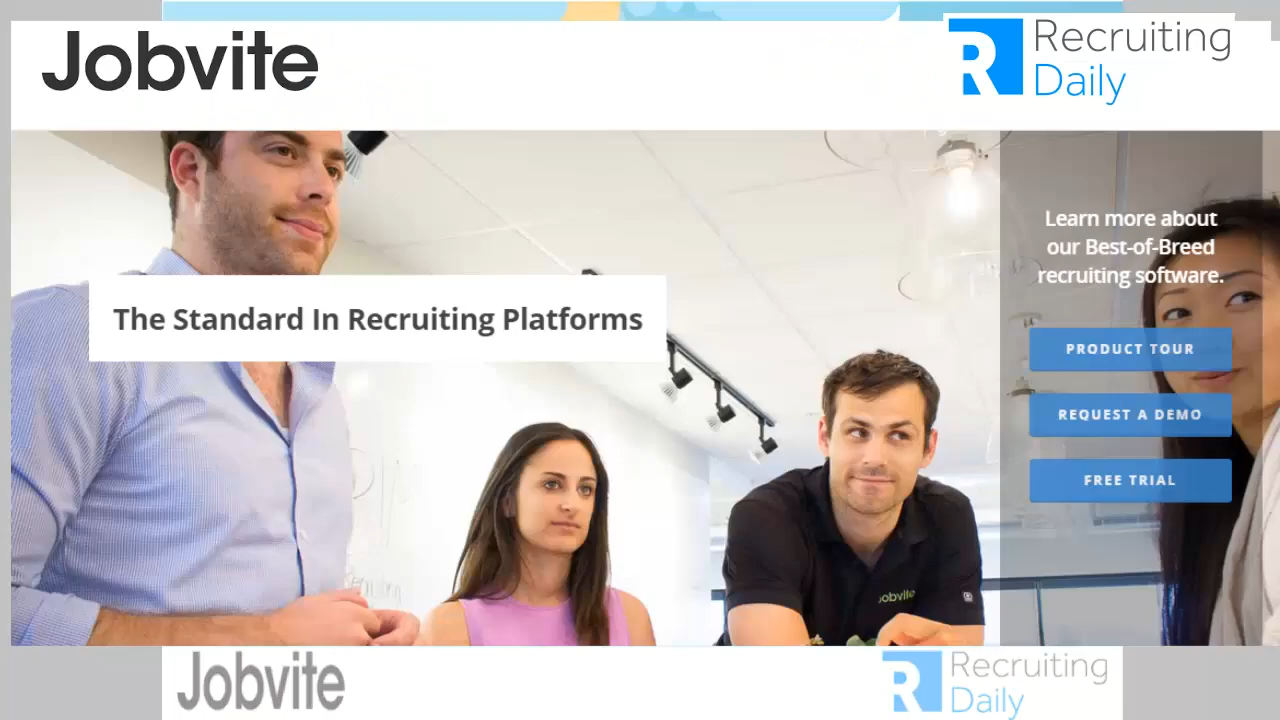 Jobvite
Recruiting
Daily
The Standard In Recruiting Platforms
Learn more about
our Best-of-Breed
recruiting software.
PRODUCT TOUR
REQUEST A DEMO
FREE TRIAL
jobvite
Jobvite
Recruiting
Daily